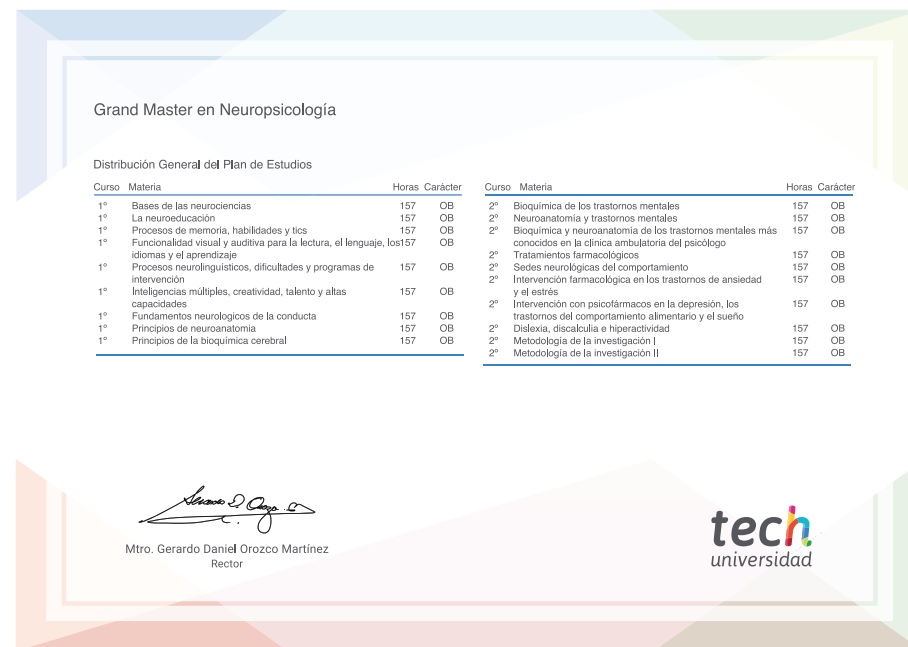 Grand Master en Neuropsicología
Distribución General del Plan de Estudios
Curso Materia Horas Carácter
1º Bases de las neurociencias 157 OB
1º La neuroeducación 157 OB
1º Procesos de memoria, habilidades y tics 157 OB
1º Funcionalidad visual y auditiva para la lectura, el lenguaje, los 157 OB
idiomas y el aprendizaje
1º Procesos neurolinguísticos, dificultades y programas de 157 OB
intervención
1º Inteligencias múltiples, creatividad, talento y altas 157 OB
capacidades
1º Fundamentos neurologicos de la conducta 157 OB
1º Principios de neuroanatomia 157 OB
1º Principios de la bioquímica cerebral 157 OB
Curso Materia Horas Carácter
2º Bioquímica de los trastornos mentales 157 OB
2º Neuroanatomía y trastornos mentales 157 OB
2º Bioquímica y neuroanatomía de los trastornos mentales más 157 OB
conocidos en la clínica ambulatoria del psicólogo
2º Tratamientos farmacológicos 157 OB
2º Sedes neurológicas del comportamiento 157 OB
2º Intervención farmacológica en los trastornos de ansiedad 157 OB
y el estrés
2º Intervención con psicofármacos en la depresión, los 157 OB
trastornos del comportamiento alimentario y el sueño
2º Dislexia, discalculia e hiperactividad 157 OB
2º Metodología de la investigación I 157 OB
2º Metodología de la investigación II 157 OB
Mtro. Gerardo Daniel Orozco Martínez
Rector
tech
universidad